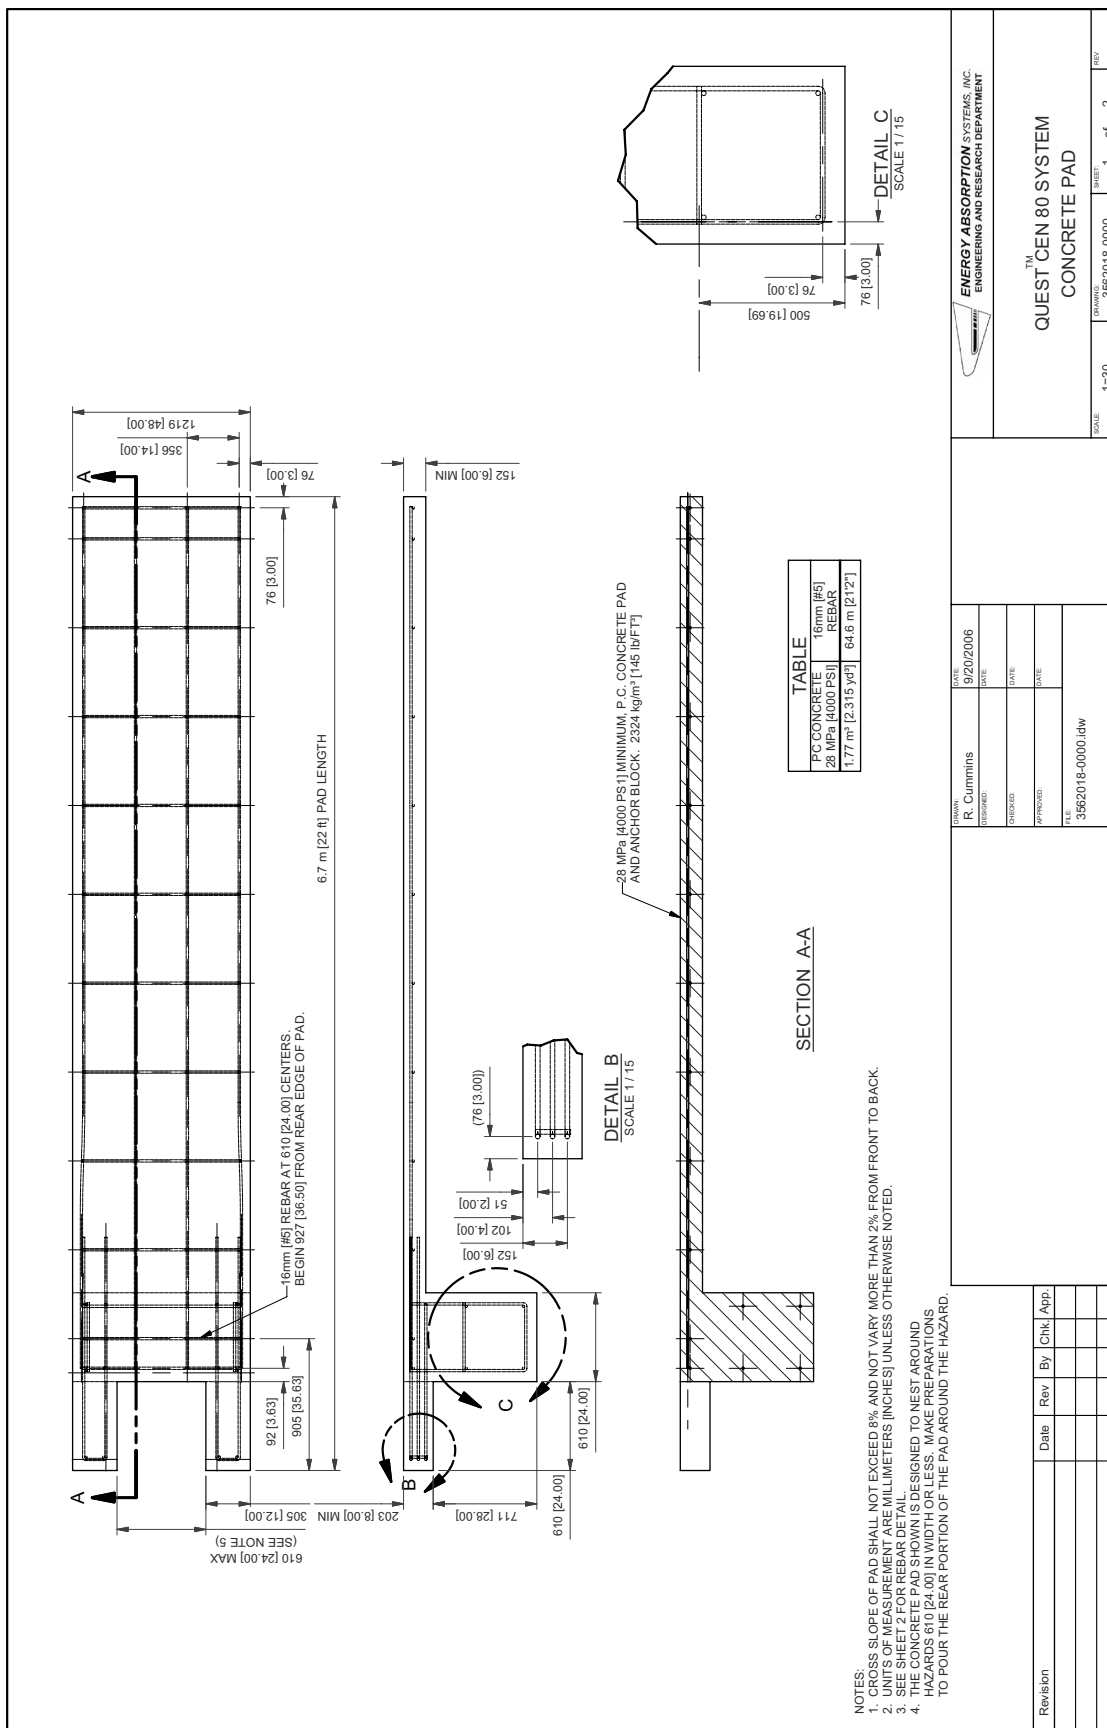 A
A
76 [3.00]
356 [14.00]
1219 [48.00]
76 [3.00]
6.7 m [22 ft] PAD LENGTH
16mm [#5] REBAR AT 610 [24.00] CENTERS.
BEGIN 927 [36.50] FROM REAR EDGE OF PAD.
92 [3.63]
905 [35.63]
305 [12.00]
610 [24.00] MAX
(SEE NOTE 5)
152 [6.00] MIN
203 [8.00] MIN
711 [28.00]
610 [24.00]
610 [24.00]
B
C
(76 [3.00])
51 [2.00]
102 [4.00]
152 [6.00]
DETAIL B
SCALE 1 / 15
500 [19.69]
76 [3.00]
76 [3.00]
DETAIL C
SCALE 1 / 15
28 MPa [4000 PS1] MINIMUM, P.C. CONCRETE PAD
AND ANCHOR BLOCK. 2324 kg/m³ [145 lb/FT³]
SECTION A-A
TABLE
PC CONCRETE
28 MPa [4000 PSI]
16mm [#5]
REBAR
1.77 m³ [2.315 yd³]
64.6 m [21'2"]
NOTES:
1. CROSS SLOPE OF PAD SHALL NOT EXCEED 8% AND NOT VARY MORE THAN 2% FROM FRONT TO BACK.
2. UNITS OF MEASUREMENT ARE MILLIMETERS [INCHES] UNLESS OTHERWISE NOTED.
3. SEE SHEET 2 FOR REBAR DETAIL.
4. THE CONCRETE PAD SHOWN IS DESIGNED TO NEST AROUND
HAZARDS 610 [24.00] IN WIDTH OR LESS. MAKE PREPARATIONS
TO POUR THE REAR PORTION OF THE PAD AROUND THE HAZARD.
Revision
Date
Rev
By
Chk.
App.
DRAWN:
R. Cummins
DATE:
9/20/2006
DESIGNED:
DATE:
CHECKED:
DATE:
APPROVED:
DATE:
FILE:
3562018-0000.idw
ENERGY ABSORPTION SYSTEMS, INC.
ENGINEERING AND RESEARCH DEPARTMENT
QUEST™ CEN 80 SYSTEM
CONCRETE PAD
SCALE:
1=30
DRAWING:
3562018-0000
SHEET:
1 of 2
REV